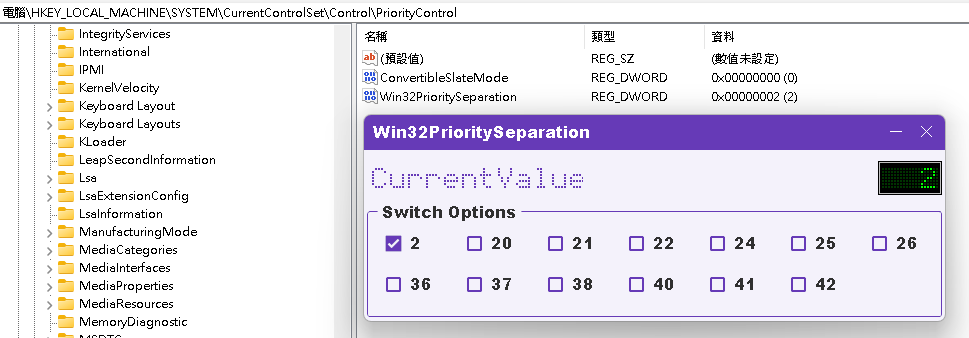 電腦\HKEY_LOCAL_MACHINE\SYSTEM\CurrentControlSet\Control\PriorityControl
IntegrityServices
International
IPMI
KernelVelocity
Keyboard Layout
Keyboard Layouts
KLoader
LeapSecondInformation
Lsa
LsaExtensionConfig
LsaInformation
ManufacturingMode
MediaCategories
MediaInterfaces
MediaProperties
MediaResources
MemoryDiagnostic
名稱 類型 資料
(預設值) REG_SZ (數值未設定)
ConvertibleSlateMode REG_DWORD 0x00000000 (0)
Win32PrioritySeparation REG_DWORD 0x00000002 (2)
Win32PrioritySeparation
CurrentValue 2
Switch Options
2 20 21 22 24 25 26
36 37 38 40 41 42